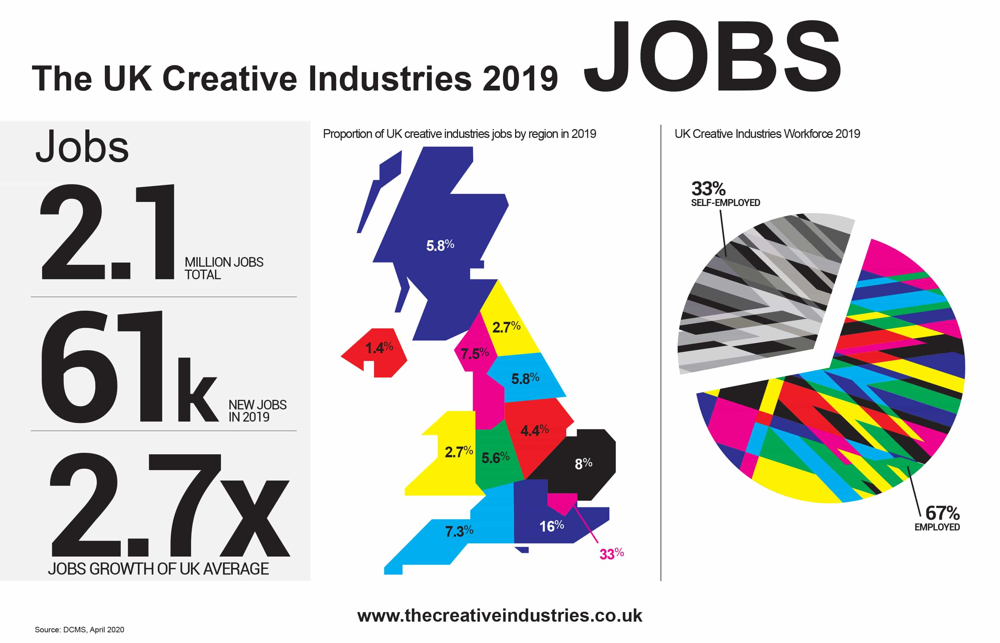 The UK Creative Industries 2019 JOBS
Jobs
2.1
MILLION JOBS
TOTAL
61k
NEW JOBS
IN 2019
2.7x
JOBS GROWTH OF UK AVERAGE
Proportion of UK creative industries jobs by region in 2019
5.8%
2.7%
1.4%
7.5%
5.8%
4.4%
2.7%
5.6%
8%
16%
7.3%
33%
UK Creative Industries Workforce 2019
33%
SELF-EMPLOYED
67%
EMPLOYED
www.thecreativeindustries.co.uk
Source: DCMS, April 2020